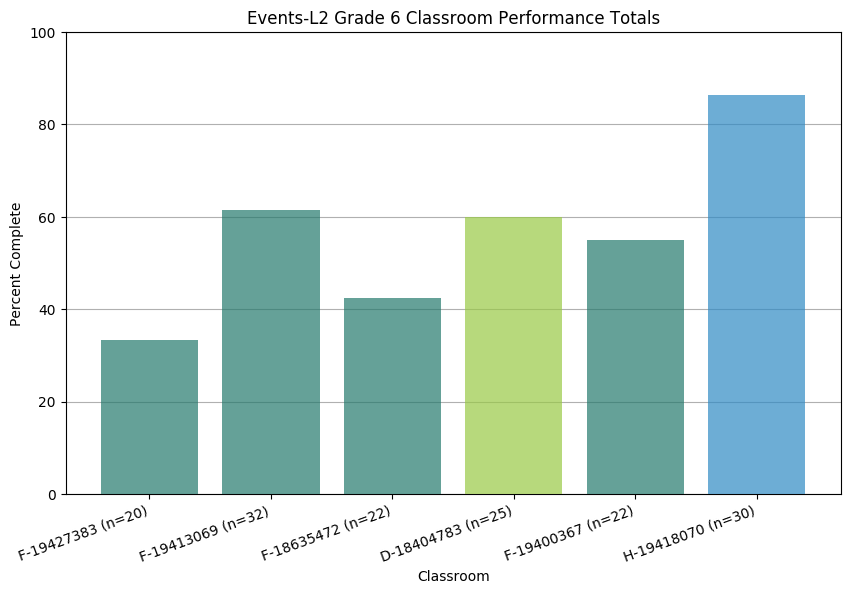 Events-L2 Grade 6 Classroom Performance Totals
100
80
60
40
20
0
Percent Complete
F-19427383 (n=20)
F-19413069 (n=32)
F-18635472 (n=22)
D-18404783 (n=25)
F-19400367 (n=22)
H-19418070 (n=30)
Classroom